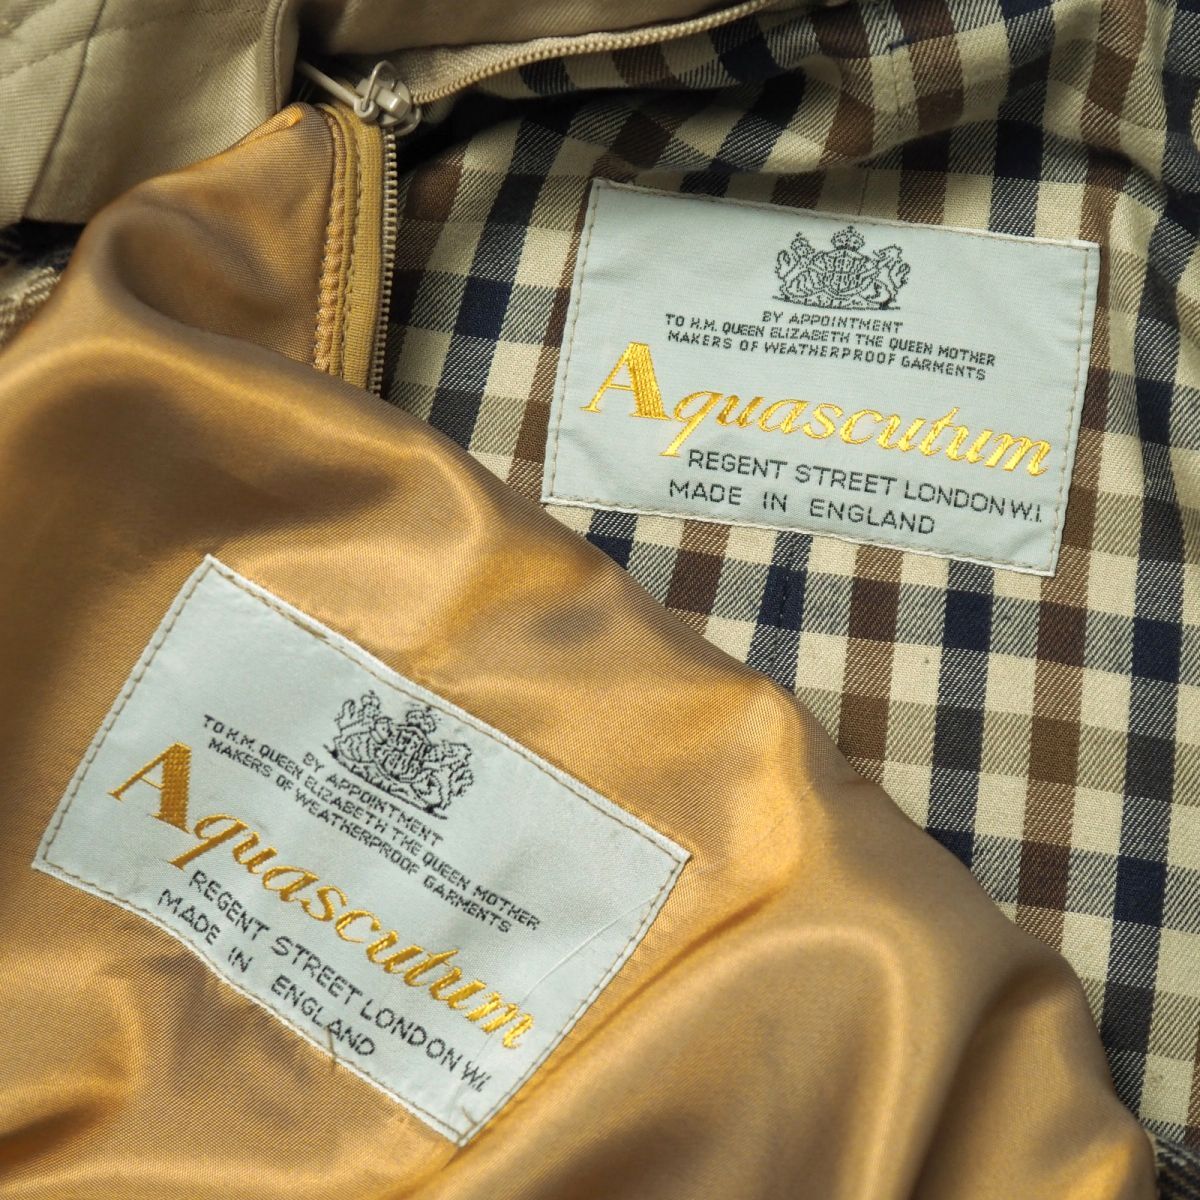 BY APPOINTMENT
TO H.M. QUEEN ELIZABETH THE QUEEN MOTHER
MAKERS OF WEATHERPROOF GARMENTS
Aquascutum
REGENT STREET LONDON W.I.
MADE IN ENGLAND
BY APPOINTMENT
TO H.M. QUEEN ELIZABETH THE QUEEN MOTHER
MAKERS OF WEATHERPROOF GARMENTS
Aquascutum
REGENT STREET LONDON W.I.
MADE IN ENGLAND